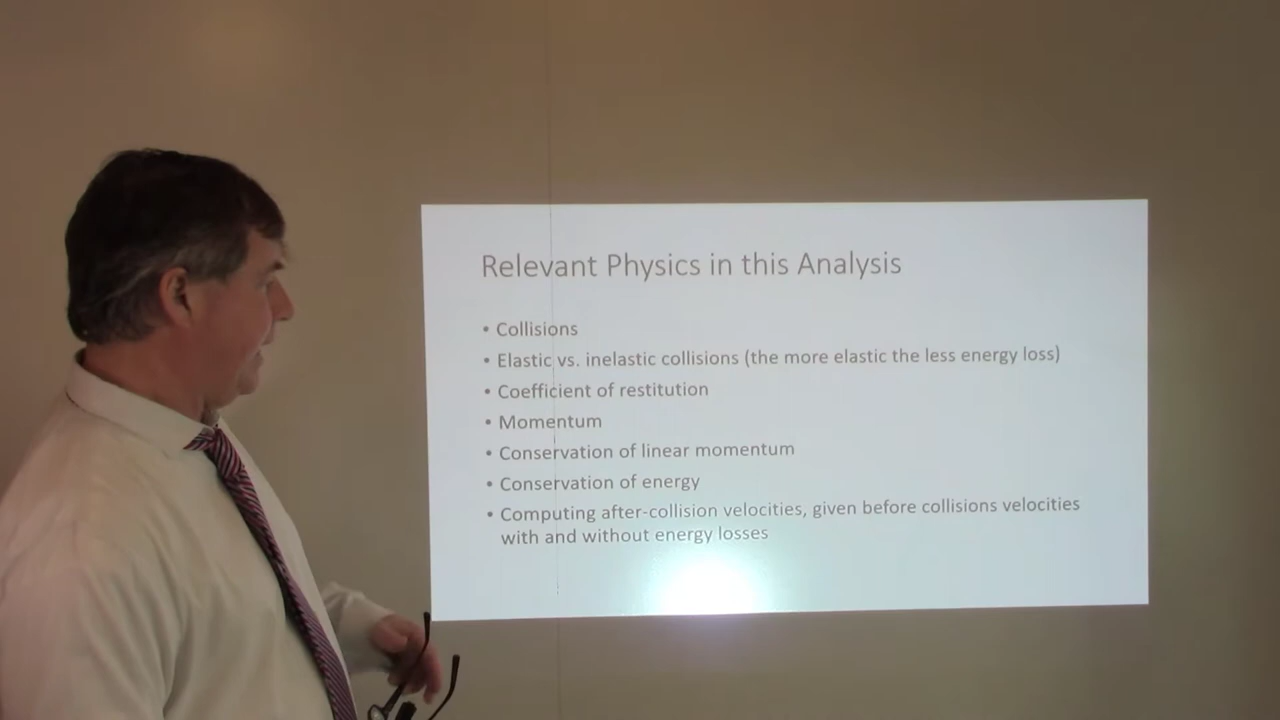 Relevant Physics in this Analysis
• Collisions
• Elastic vs. inelastic collisions (the more elastic the less energy loss)
• Coefficient of restitution
• Momentum
• Conservation of linear momentum
• Conservation of energy
• Computing after-collision velocities, given before collisions velocities
with and without energy losses